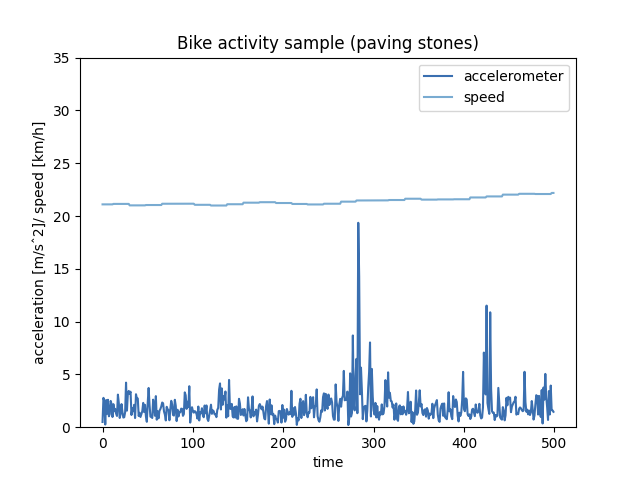 Bike activity sample (paving stones)
accelerometer
speed
acceleration [m/sˆ2]/ speed [km/h]
35
30
25
20
15
10
5
0
0 100 200 300 400 500
time